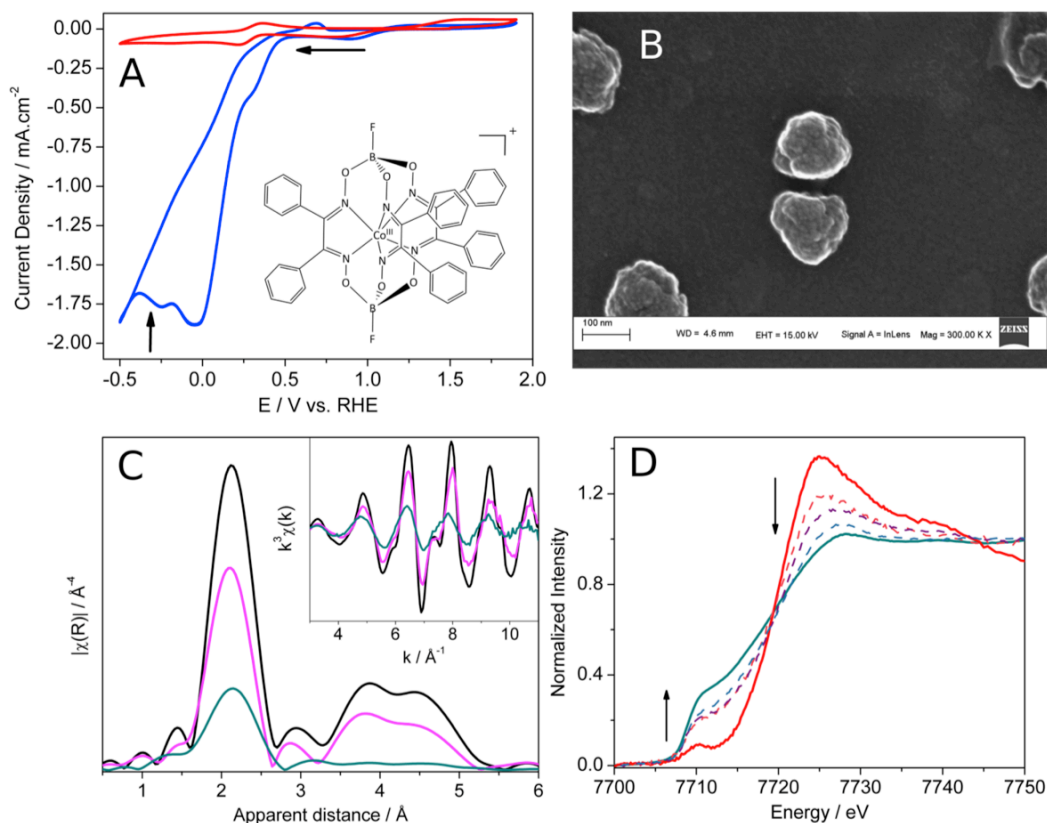 A
0.00
-0.25
-0.50
-0.75
-1.00
-1.25
-1.50
-1.75
-2.00
Current Density / mA.cm⁻²
-0.5 0.0 0.5 1.0 1.5 2.0
E / V vs. RHE
F
B
O O O
N N N
Coᴵᴵᴵ
N N N
O O O
B
F
+
B
100 nm WD = 4.6 mm EHT = 15.00 kV Signal A = InLens Mag = 300.00 K X ZEISS
C
|χ(R)| / Å⁻⁴
1 2 3 4 5 6
Apparent distance / Å
k³χ(k)
4 6 8 10
k / Å⁻¹
D
Normalized Intensity
1.2
0.8
0.4
0.0
7700 7710 7720 7730 7740 7750
Energy / eV